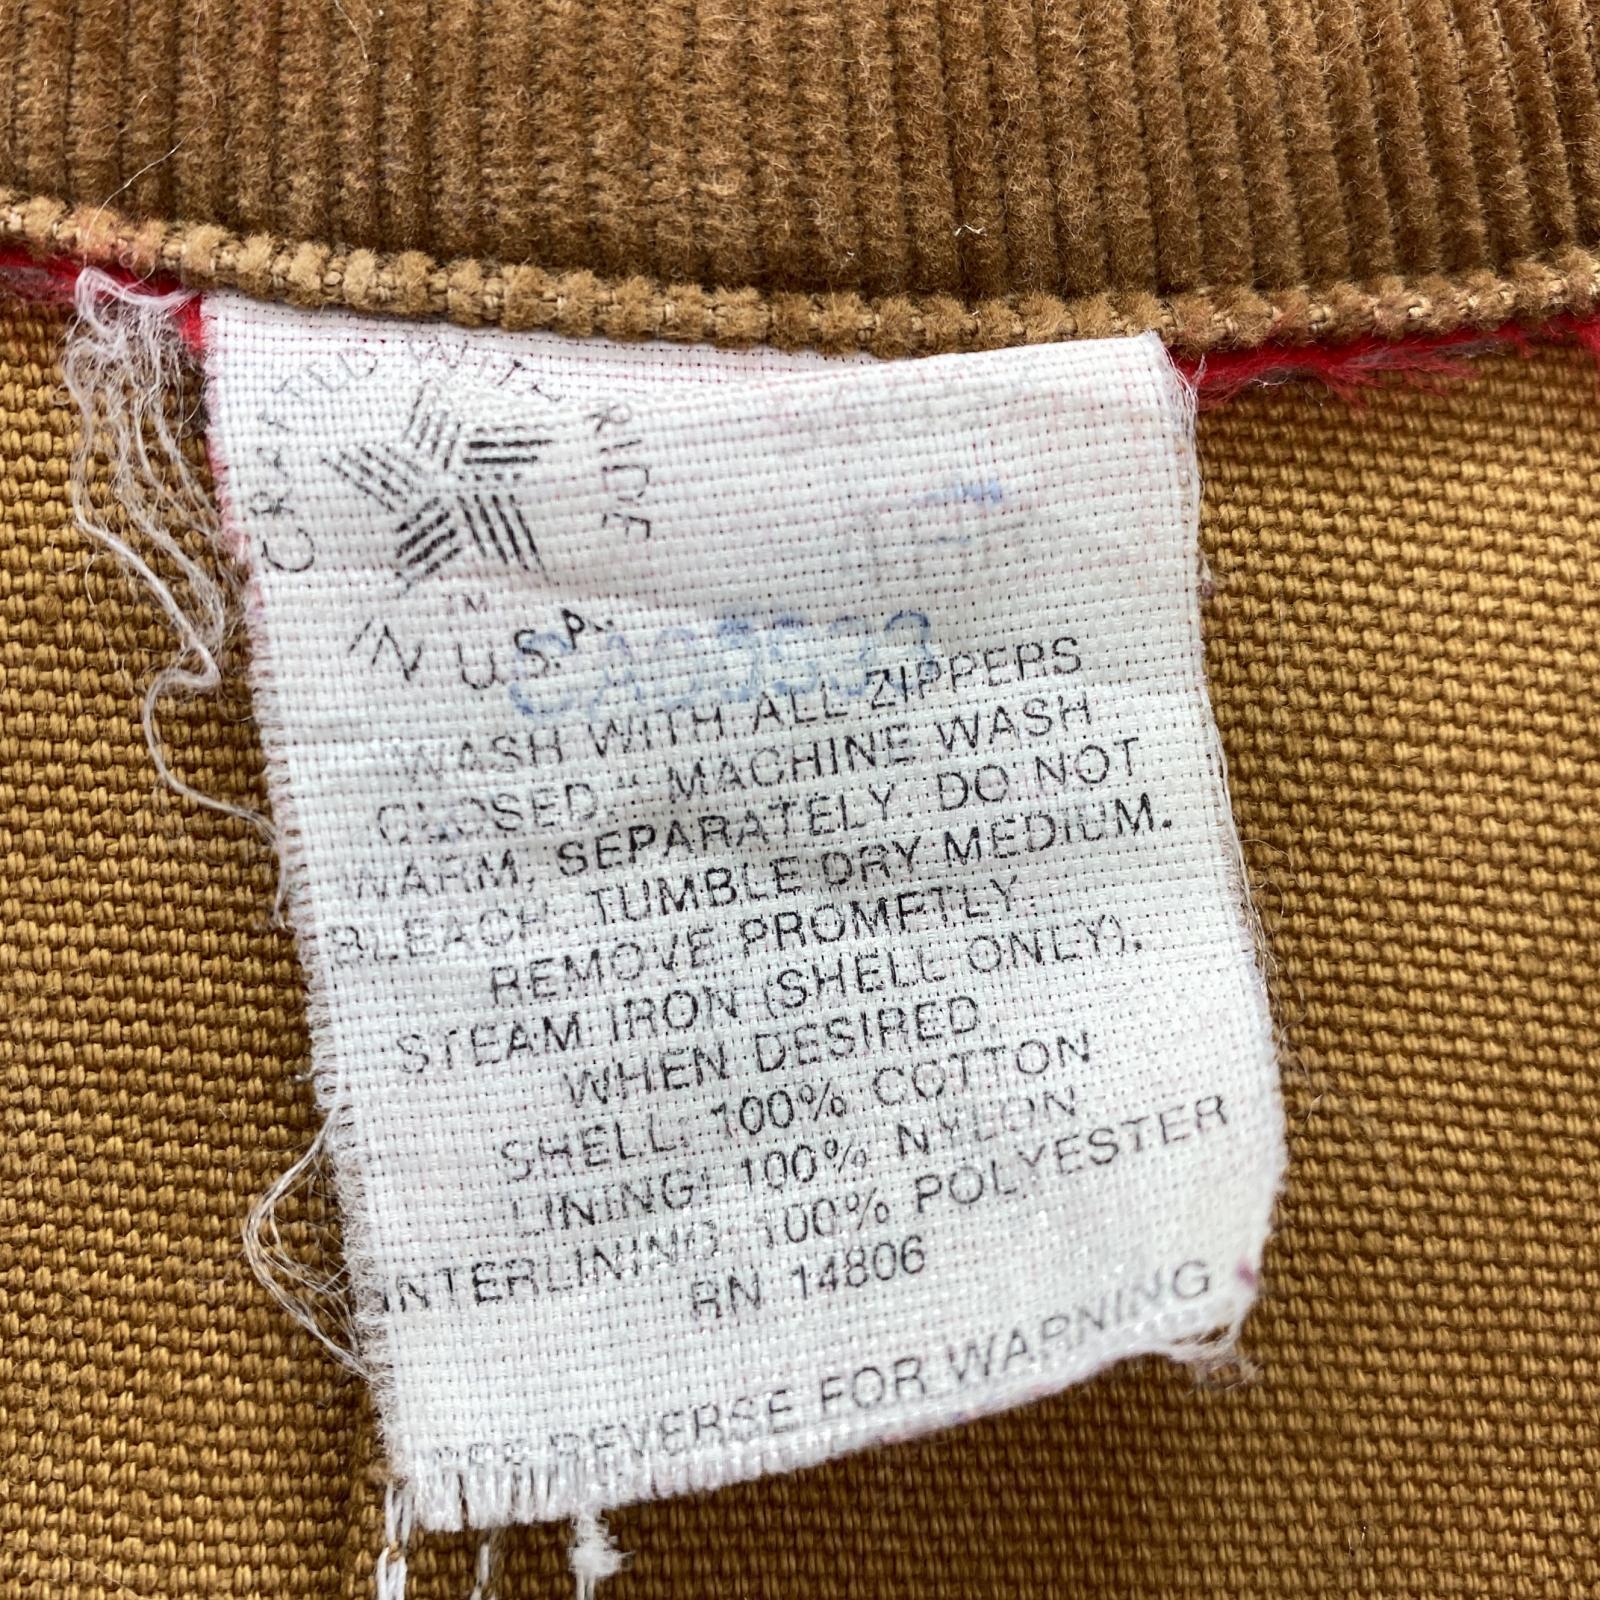 CRAFTED WITH PRIDE
TM
IN U.S.A.
WASH WITH ALL ZIPPERS
CLOSED. MACHINE WASH
WARM, SEPARATELY. DO NOT
BLEACH. TUMBLE DRY MEDIUM.
REMOVE PROMPTLY.
STEAM IRON (SHELL ONLY),
WHEN DESIRED.
SHELL: 100% COTTON
LINING: 100% NYLON
INTERLINING: 100% POLYESTER
RN 14806
SEE REVERSE FOR WARNING